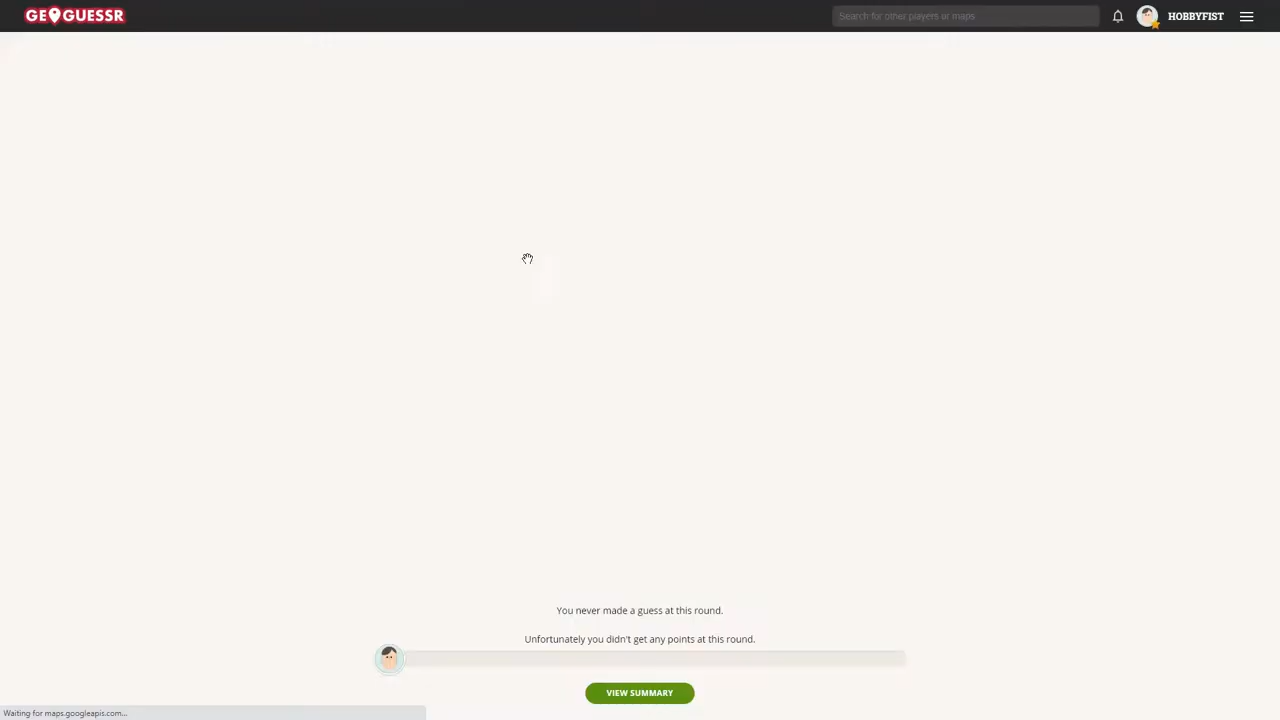 GEOGUESSR
Search for other players or maps
HOBBYFIST
You never made a guess at this round.
Unfortunately you didn't get any points at this round.
VIEW SUMMARY
Waiting for maps.googleapis.com...